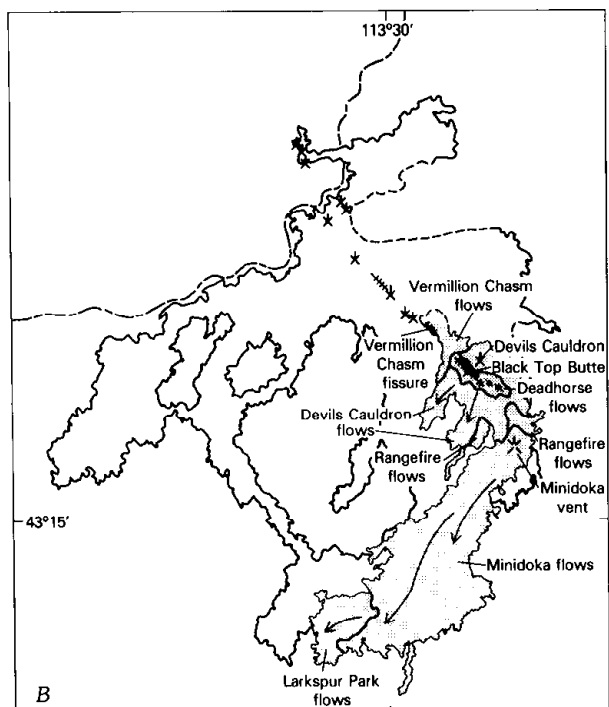 113°30'
Vermillion Chasm
flows
Devils Cauldron
Vermillion
Chasm
fissure
Black Top Butte
Deadhorse
flows
Devils Cauldron
flows
Rangefire
flows
Rangefire
flows
Minidoka
vent
43°15'
Minidoka flows
Larkspur Park
flows
B